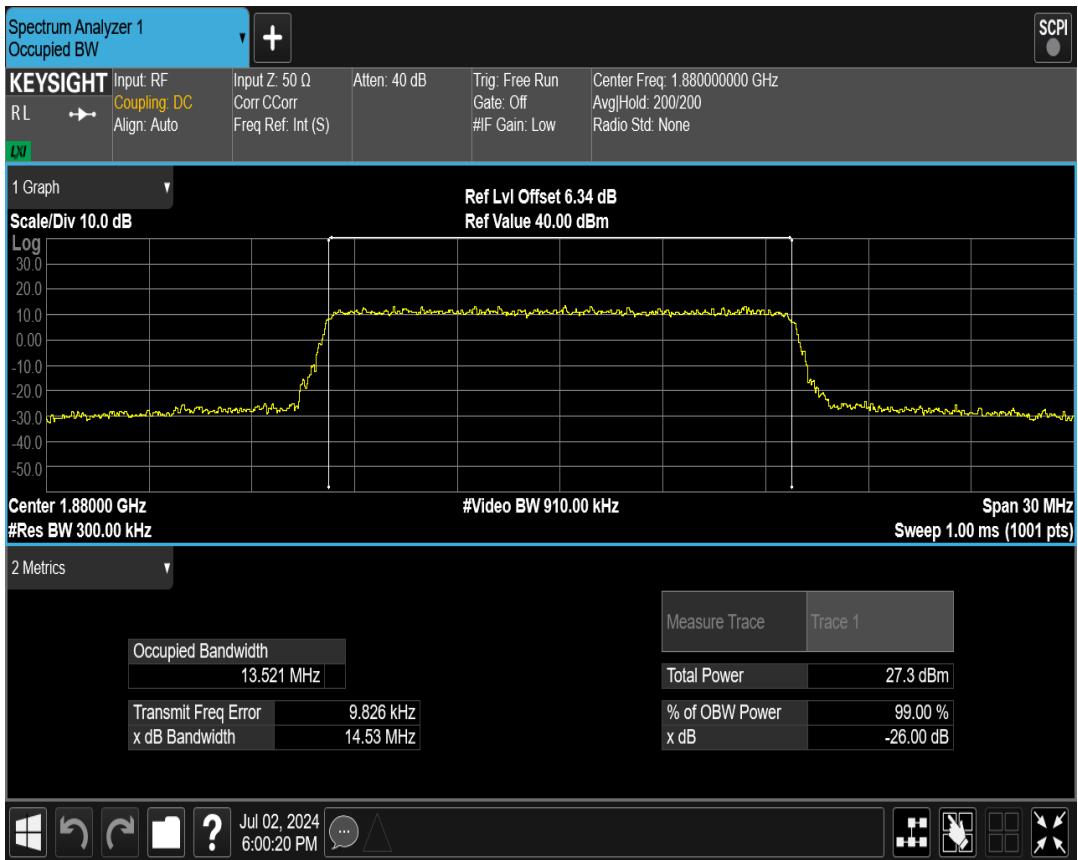 Spectrum Analyzer 1
Occupied BW
+
SCPI
KEYSIGHT
R L
LXI
Input: RF
Coupling: DC
Align: Auto
Input Z: 50 Ω
Corr CCorr
Freq Ref: Int (S)
Atten: 40 dB
Trig: Free Run
Gate: Off
#IF Gain: Low
Center Freq: 1.880000000 GHz
Avg|Hold: 200/200
Radio Std: None
1 Graph
Scale/Div 10.0 dB
Ref Lvl Offset 6.34 dB
Ref Value 40.00 dBm
Log
30.0
20.0
10.0
0.00
-10.0
-20.0
-30.0
-40.0
-50.0
Center 1.88000 GHz
#Res BW 300.00 kHz
#Video BW 910.00 kHz
Span 30 MHz
Sweep 1.00 ms (1001 pts)
2 Metrics
Occupied Bandwidth
13.521 MHz
Transmit Freq Error 9.826 kHz
x dB Bandwidth 14.53 MHz
Measure Trace Trace 1
Total Power 27.3 dBm
% of OBW Power 99.00 %
x dB -26.00 dB
?
Jul 02, 2024
6:00:20 PM